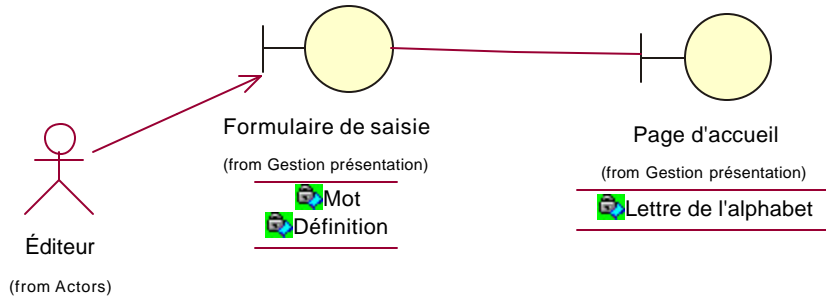 Formulaire de saisie
(from Gestion présentation)
Mot
Définition
Page d'accueil
(from Gestion présentation)
Lettre de l'alphabet
Éditeur
(from Actors)